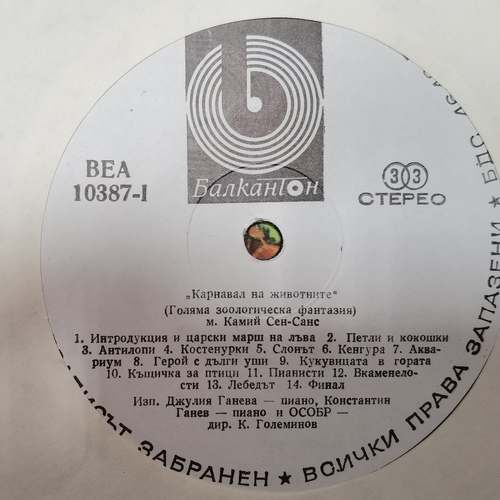 Балкантон
ВЕА
10387-I
33
СТЕРЕО
„Карнавал на животните“
(Голяма зоологическа фантазия)
м. Камий Сен-Санс
1. Интродукция и царски марш на лъва 2. Петли и кокошки
3. Антилопи 4. Костенурки 5. Слонът 6. Кенгура 7. Аква-
риум 8. Герой с дълги уши 9. Кукувицата в гората
10. Къщичка за птици 11. Пианисти 12. Вкаменело-
сти 13. Лебедът 14. Финал
Изп. Джулия Ганева — пиано, Константин
Ганев — пиано и ОСОБР —
дир. К. Големинов
ЗАБРАНЕН ★ ВСИЧКИ ПРАВА ЗАПАЗЕНИ ★ БДС